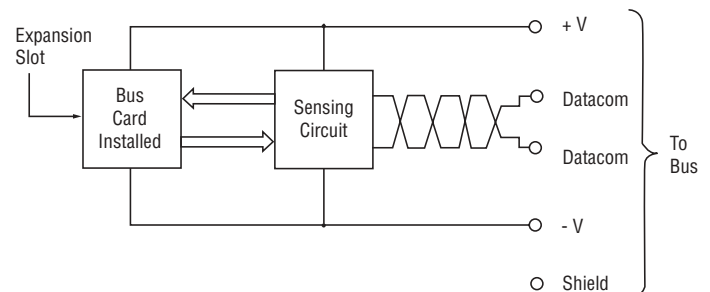 Expansion
Slot
Bus
Card
Installed
Sensing
Circuit
+ V
Datacom
Datacom
- V
Shield
To
Bus